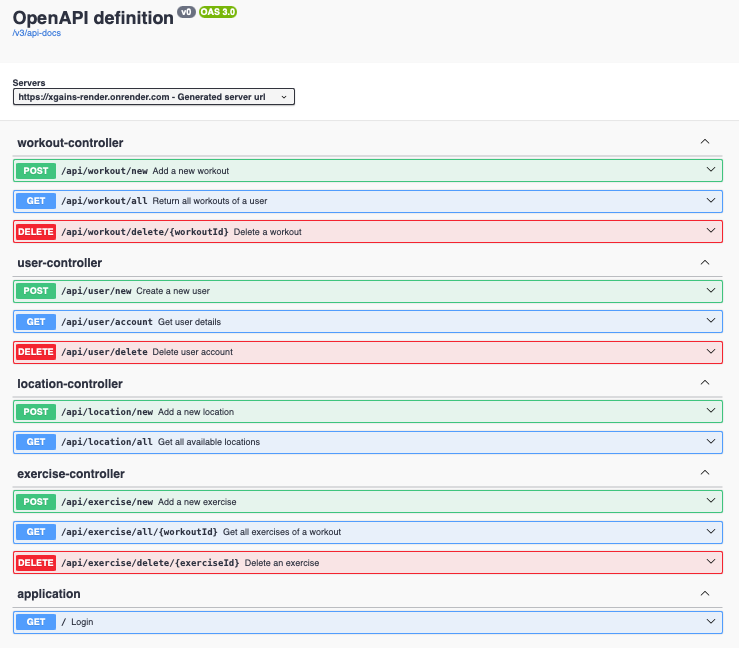 OpenAPI definition v0 OAS 3.0
/v3/api-docs
Servers
https://xgains-render.onrender.com - Generated server url
workout-controller
POST /api/workout/new Add a new workout
GET /api/workout/all Return all workouts of a user
DELETE /api/workout/delete/{workoutId} Delete a workout
user-controller
POST /api/user/new Create a new user
GET /api/user/account Get user details
DELETE /api/user/delete Delete user account
location-controller
POST /api/location/new Add a new location
GET /api/location/all Get all available locations
exercise-controller
POST /api/exercise/new Add a new exercise
GET /api/exercise/all/{workoutId} Get all exercises of a workout
DELETE /api/exercise/delete/{exerciseId} Delete an exercise
application
GET / Login